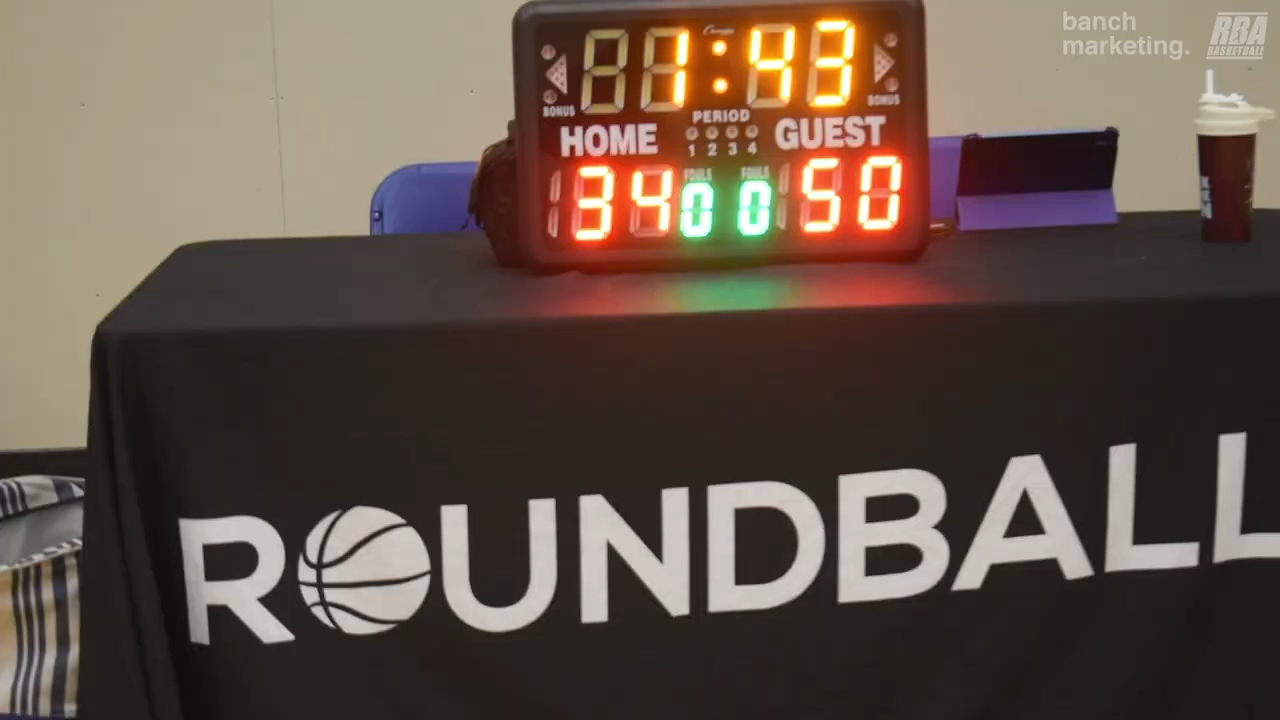 banch
marketing.
RBA
BASKETBALL
1:43
BONUS
PERIOD
BONUS
HOME
1 2 3 4
GUEST
FOULS
FOULS
34
0
0
50
ROUNDBALL